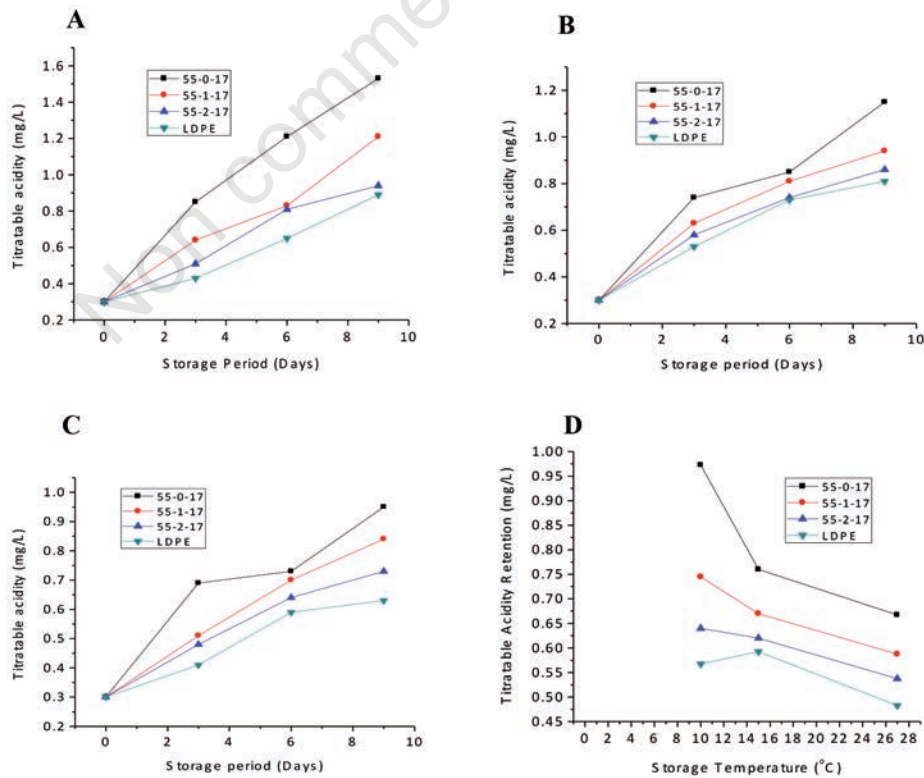 Non comme
A
1.6
1.4
1.2
1.0
0.8
0.6
0.4
0.2
Titratable acidity (mg/L)
55-0-17
55-1-17
55-2-17
LDPE
0 2 4 6 8 10
Storage Period (Days)
B
1.2
1.0
0.8
0.6
0.4
0.2
Titratable acidity (mg/L)
55-0-17
55-1-17
55-2-17
LDPE
0 2 4 6 8 10
Storage period (Days)
C
1.0
0.9
0.8
0.7
0.6
0.5
0.4
0.3
0.2
Titratable acidity (mg/L)
55-0-17
55-1-17
55-2-17
LDPE
0 2 4 6 8 10
Storage period (Days)
D
1.00
0.95
0.90
0.85
0.80
0.75
0.70
0.65
0.60
0.55
0.50
0.45
Titratable Acidity Retention (mg/L)
55-0-17
55-1-17
55-2-17
LDPE
0 2 4 6 8 10 12 14 16 18 20 22 24 26 28
Storage Temperature (°C)